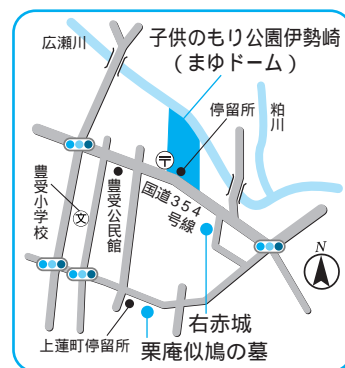 子供のもり公園伊勢崎
(まゆドーム)
広瀬川
停留所
粕川
〒
豊受小学校
文
豊受公民館
国道354
号線
N
右赤城
上蓮町停留所
栗庵似鳩の墓